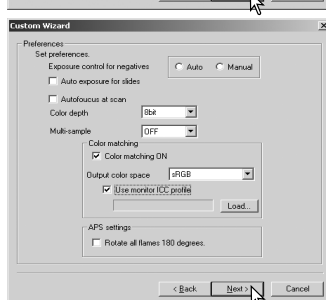 Custom Wizard
Preferences
Set preferences.
Exposure control for negatives Auto Manual
Auto exposure for slides
Autofoucus at scan
Color depth 8bit
Multi-sample OFF
Color matching
Color matching ON
Output color space sRGB
Use monitor ICC profile
Load...
APS settings
Rotate all flames 180 degrees.
< Back Next > Cancel